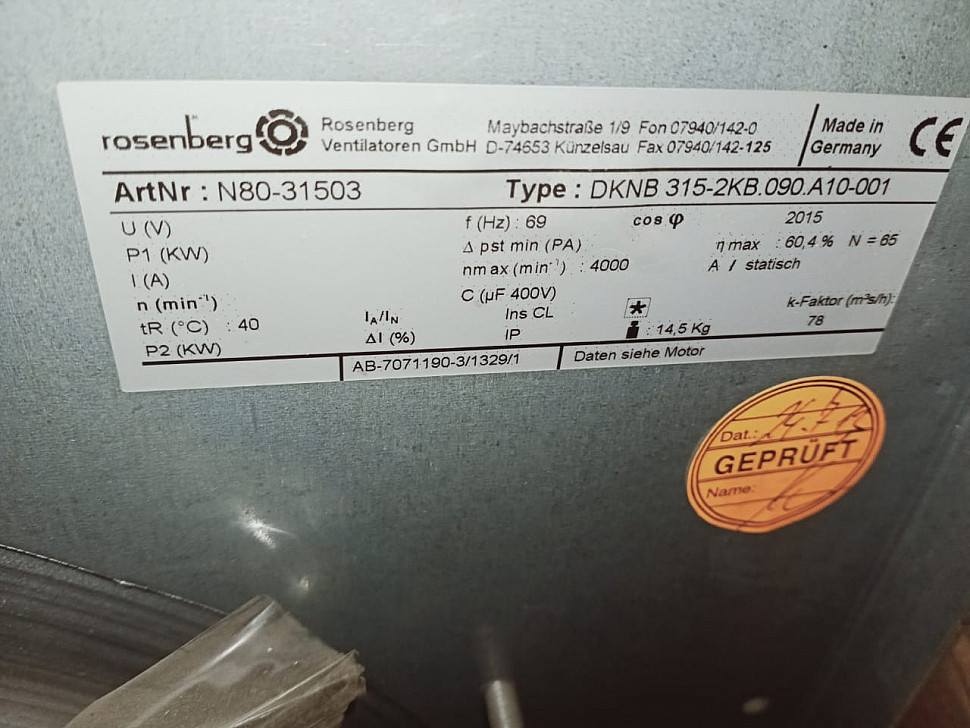 rosenberg
Rosenberg Maybachstraße 1/9 Fon 07940/142-0
Ventilatoren GmbH D-74653 Künzelsau Fax 07940/142-125
Made in
Germany
CE
ArtNr : N80-31503 Type : DKNB 315-2KB.090.A10-001
U (V) f (Hz) : 69 cos φ 2015
P1 (KW) Δ pst min (PA) η max : 60,4 % N = 65
I (A) nmax (min⁻¹) : 4000 A / statisch
n (min⁻¹) C (µF 400V) k-Faktor (m²s/h):
tR (°C) : 40 IA/IN Ins CL * 78
P2 (KW) ΔI (%) IP : 14,5 Kg
AB-7071190-3/1329/1 Daten siehe Motor
Dat.:
GEPRÜFT
Name: